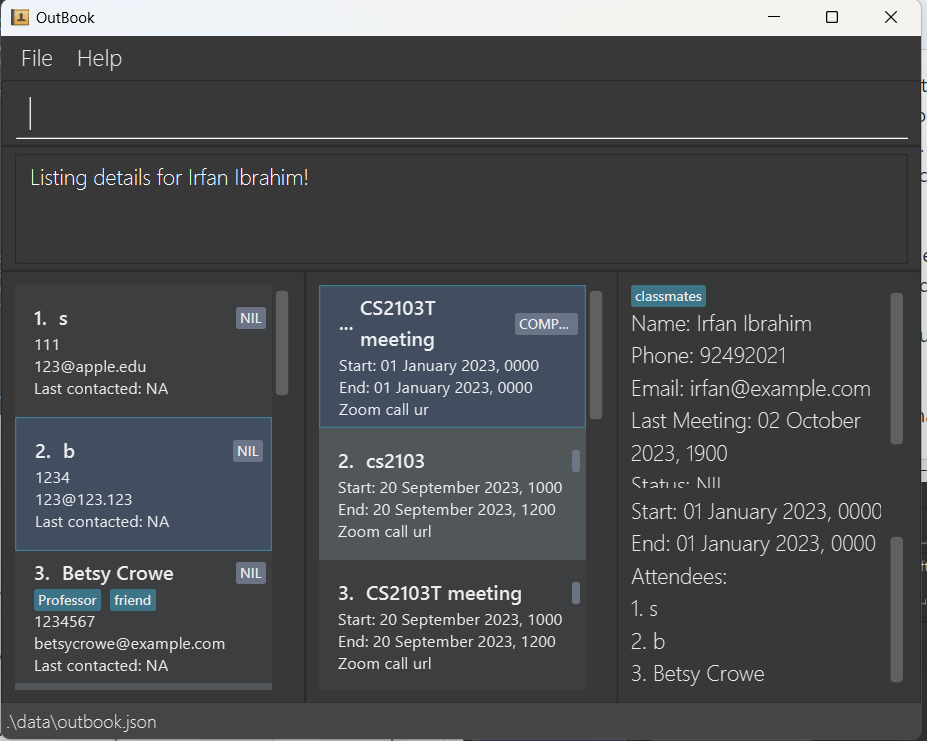 OutBook
File Help
Listing details for Irfan Ibrahim!
1. s
NIL
111
123@apple.edu
Last contacted: NA
2. b
NIL
1234
123@123.123
Last contacted: NA
3. Betsy Crowe
NIL
Professor friend
1234567
betsycrowe@example.com
Last contacted: NA
... CS2103T
meeting
COMP...
Start: 01 January 2023, 0000
End: 01 January 2023, 0000
Zoom call ur
2. cs2103
Start: 20 September 2023, 1000
End: 20 September 2023, 1200
Zoom call url
3. CS2103T meeting
Start: 20 September 2023, 1000
End: 20 September 2023, 1200
Zoom call url
classmates
Name: Irfan Ibrahim
Phone: 92492021
Email: irfan@example.com
Last Meeting: 02 October
2023, 1900
Status: NIL
Start: 01 January 2023, 0000
End: 01 January 2023, 0000
Attendees:
1. s
2. b
3. Betsy Crowe
.\data\outbook.json